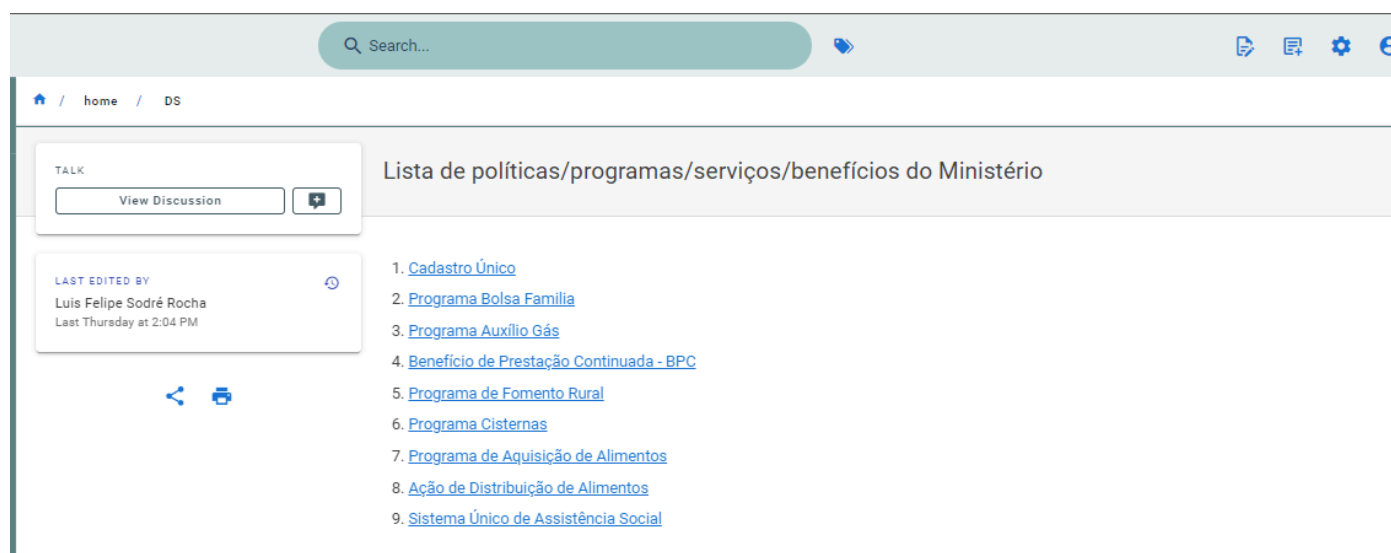 Search...
/ home / DS
TALK
View Discussion
LAST EDITED BY
Luis Felipe Sodré Rocha
Last Thursday at 2:04 PM
Lista de políticas/programas/serviços/benefícios do Ministério
1. Cadastro Único
2. Programa Bolsa Familia
3. Programa Auxílio Gás
4. Benefício de Prestação Continuada - BPC
5. Programa de Fomento Rural
6. Programa Cisternas
7. Programa de Aquisição de Alimentos
8. Ação de Distribuição de Alimentos
9. Sistema Único de Assistência Social